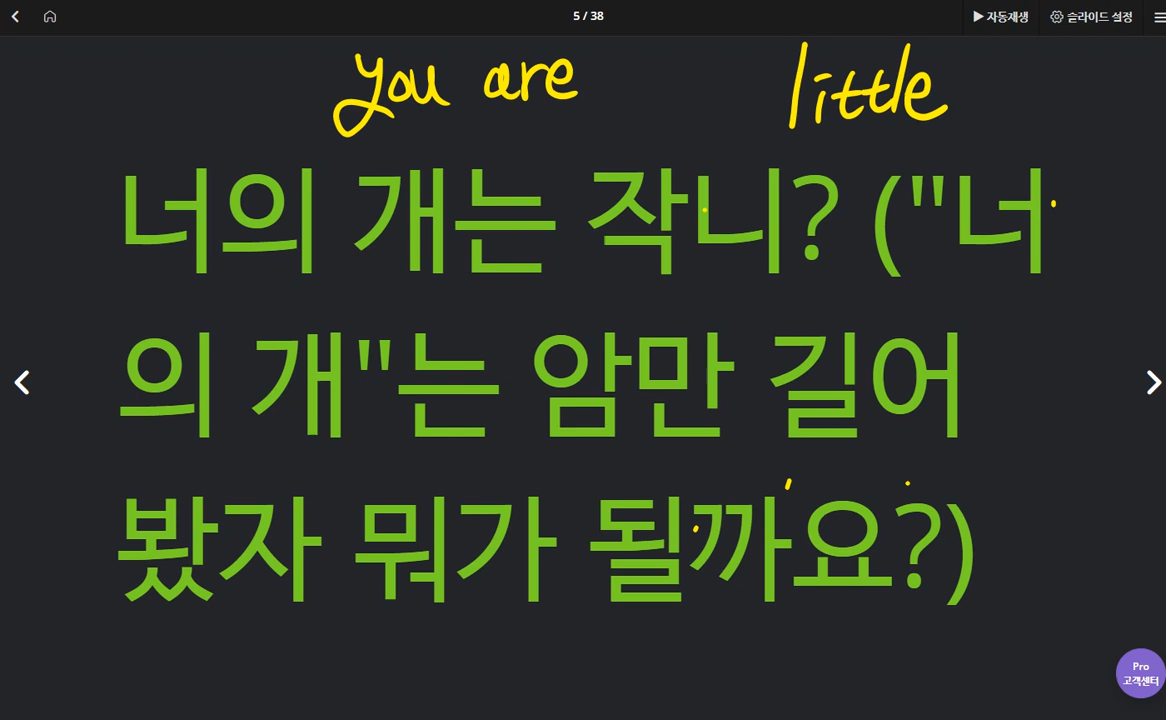 5 / 38
자동재생
슬라이드 설정
you are little
너의 개는 작니? ("너
의 개"는 암만 길어
봤자 뭐가 될까요?)
Pro
고객센터